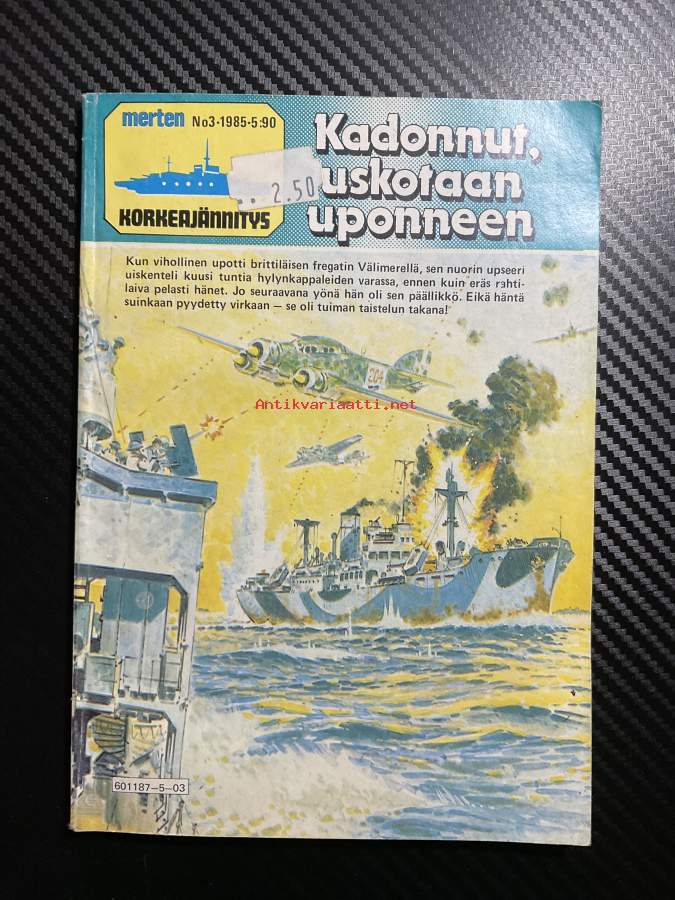 merten No3-1985-5:90
KORKEAJÄNNITYS
2.50
Kadonnut,
uskotaan
uponneen
Kun vihollinen upotti brittiläisen fregatin Välimerellä, sen nuorin upseeri
uiskenteli kuusi tuntia hylynkappaleiden varassa, ennen kuin eräs rahti-
laiva pelasti hänet. Jo seuraavana yönä hän oli sen päällikkö. Eikä häntä
suinkaan pyydetty virkaan – se oli tuiman taistelun takana!
204
Antikvariaatti.net
601187-5-03